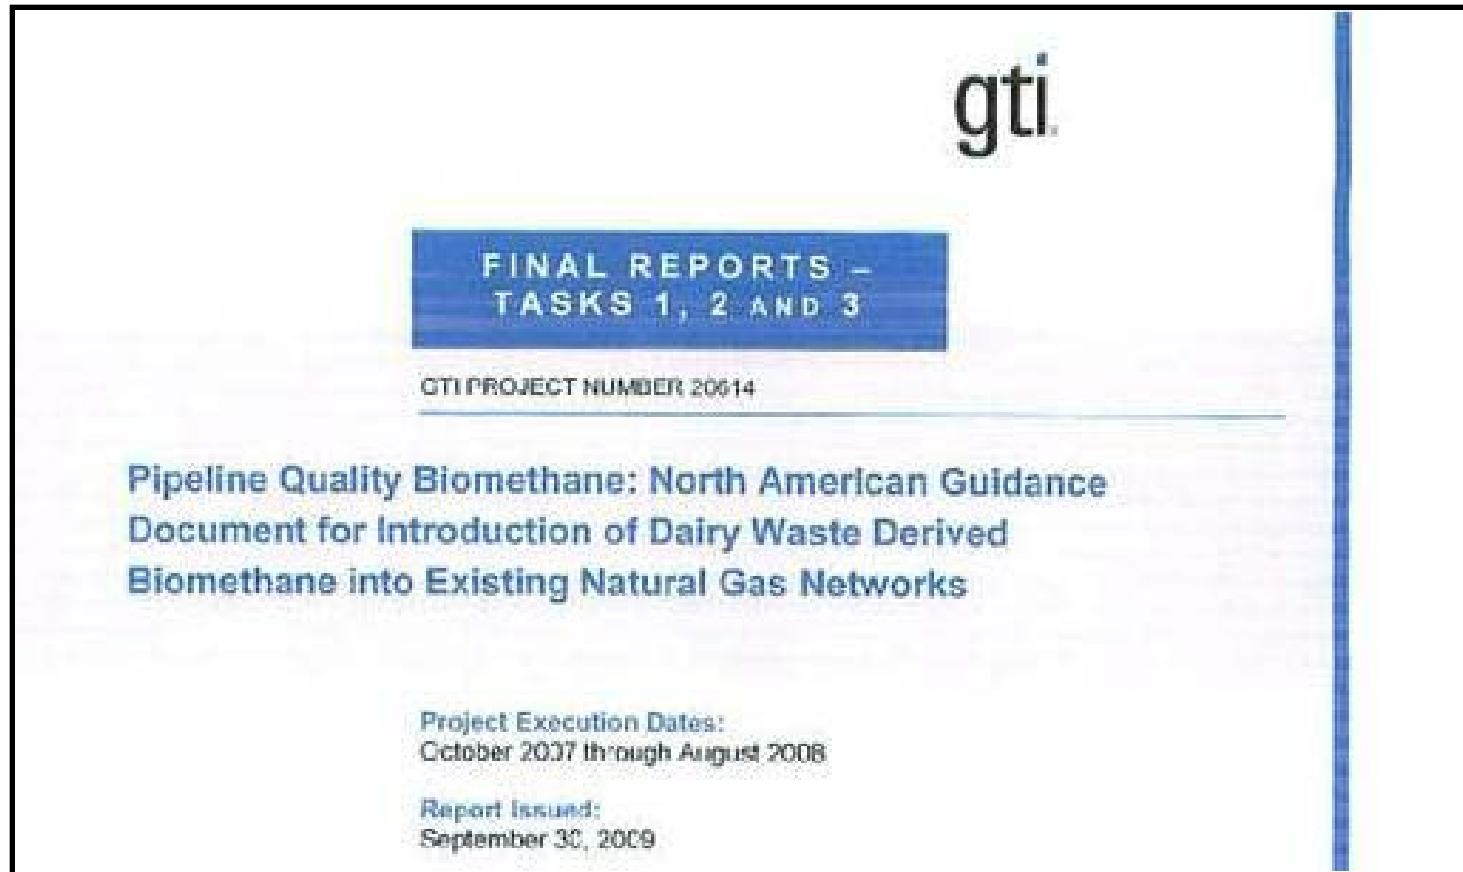 gti
FINAL REPORTS –
TASKS 1, 2 AND 3
GTI PROJECT NUMBER 20614
Pipeline Quality Biomethane: North American Guidance
Document for Introduction of Dairy Waste Derived
Biomethane into Existing Natural Gas Networks
Project Execution Dates:
October 2007 through August 2008
Report Issued:
September 30, 2009